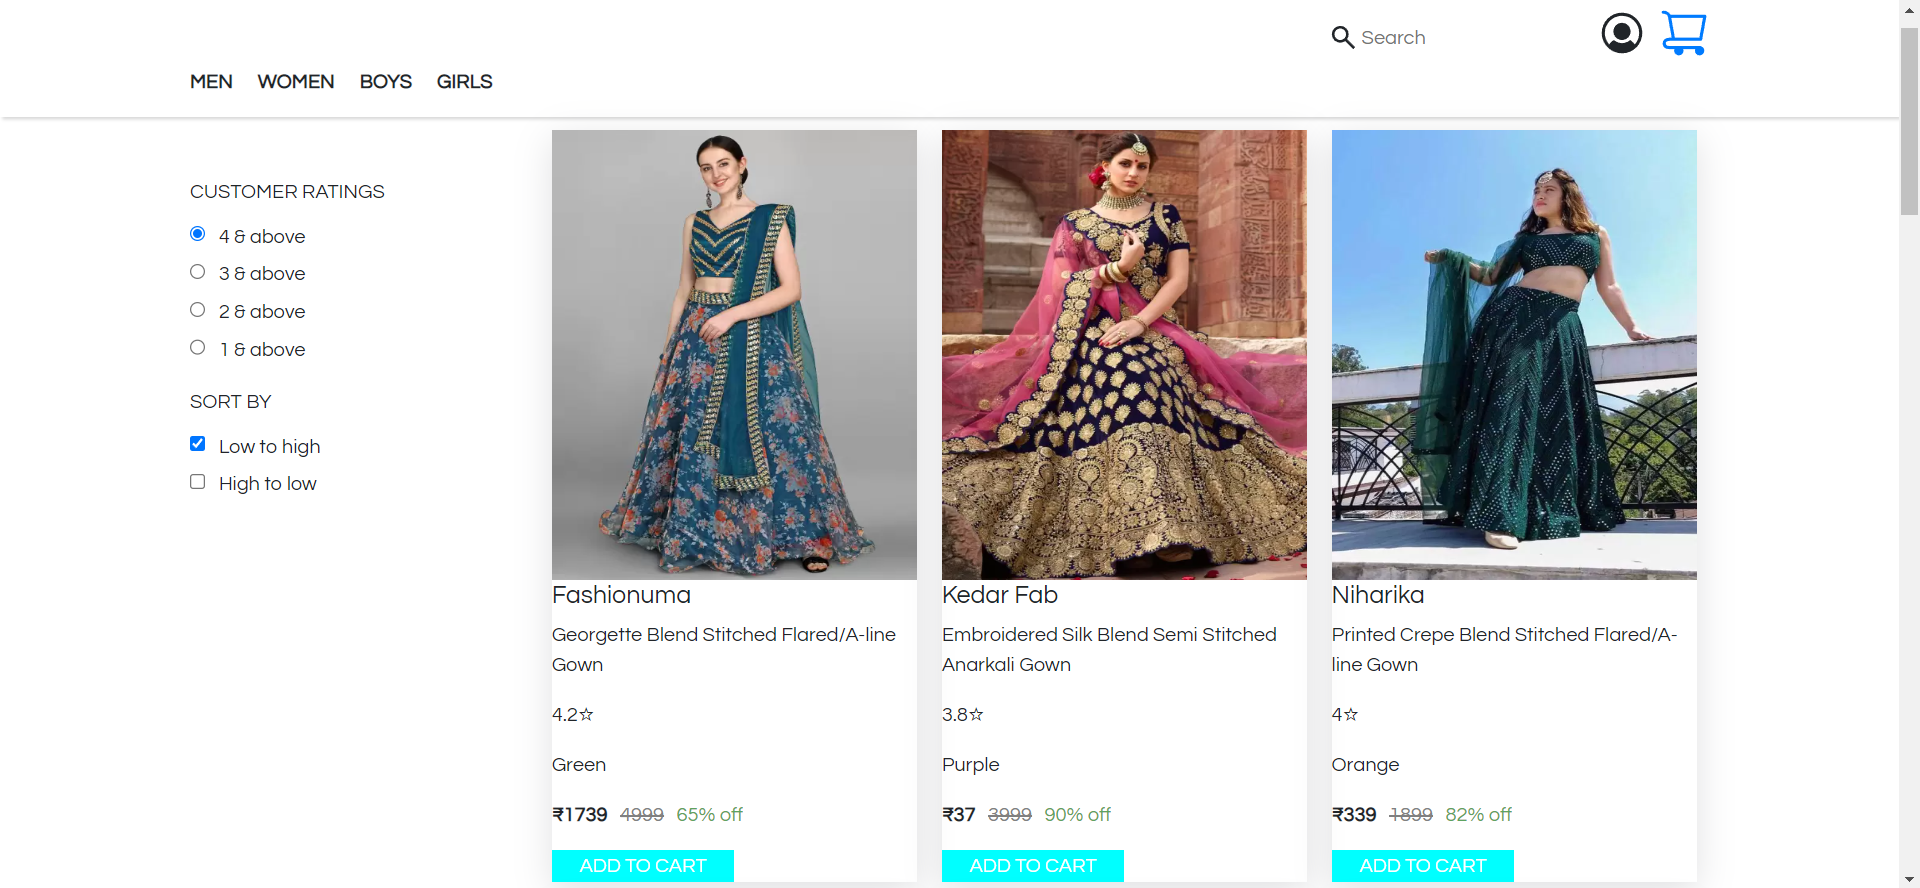 Search
MEN WOMEN BOYS GIRLS
CUSTOMER RATINGS
4 & above
3 & above
2 & above
1 & above
SORT BY
Low to high
High to low
Fashionuma
Georgette Blend Stitched Flared/A-line
Gown
4.2☆
Green
₹1739 4999 65% off
ADD TO CART
Kedar Fab
Embroidered Silk Blend Semi Stitched
Anarkali Gown
3.8☆
Purple
₹37 3999 90% off
ADD TO CART
Niharika
Printed Crepe Blend Stitched Flared/A-
line Gown
4☆
Orange
₹339 1899 82% off
ADD TO CART